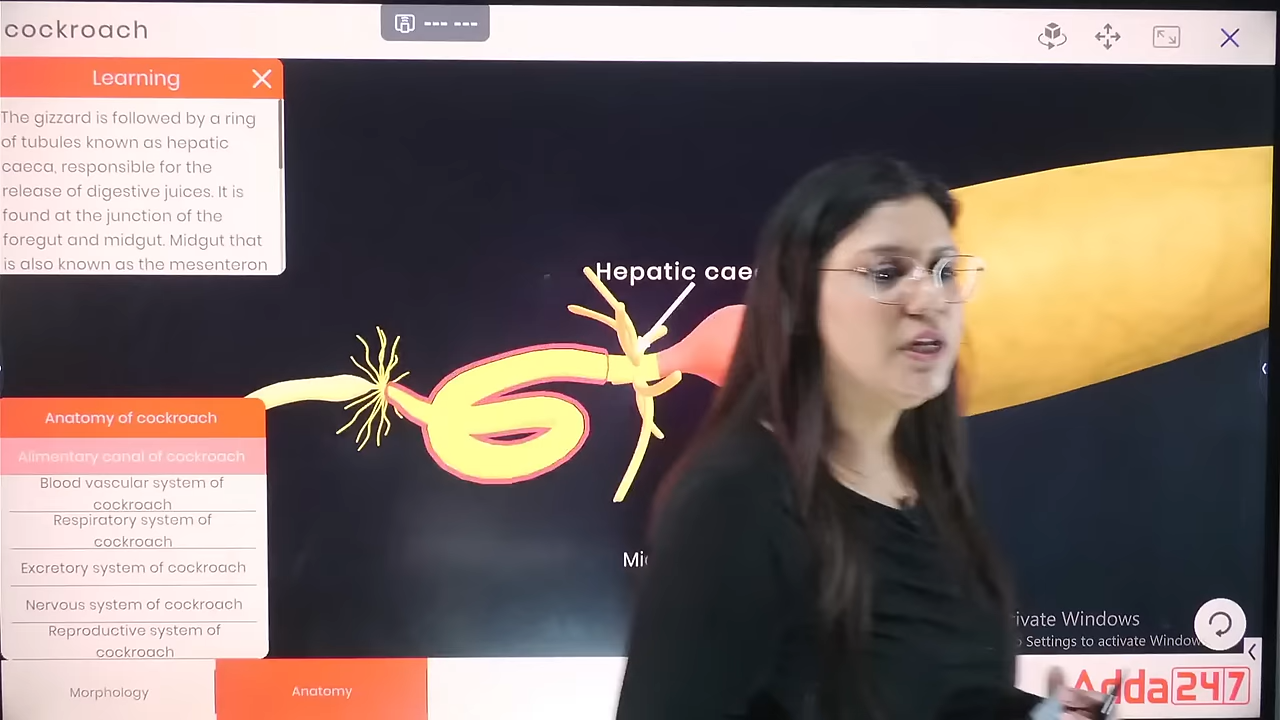 cockroach
Learning
The gizzard is followed by a ring
of tubules known as hepatic
caeca, responsible for the
release of digestive juices. It is
found at the junction of the
foregut and midgut. Midgut that
is also known as the mesenteron
Hepatic cae
Mi
Anatomy of cockroach
Alimentary canal of cockroach
Blood vascular system of
cockroach
Respiratory system of
cockroach
Excretory system of cockroach
Nervous system of cockroach
Reproductive system of
cockroach
Morphology
Anatomy
ivate Windows
Settings to activate Window
Adda247